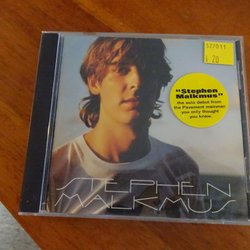 "Stephen
Malkmus"
the solo debut from
the Pavement mainman
you only thought
you knew.
STEPHEN
MALKMUS